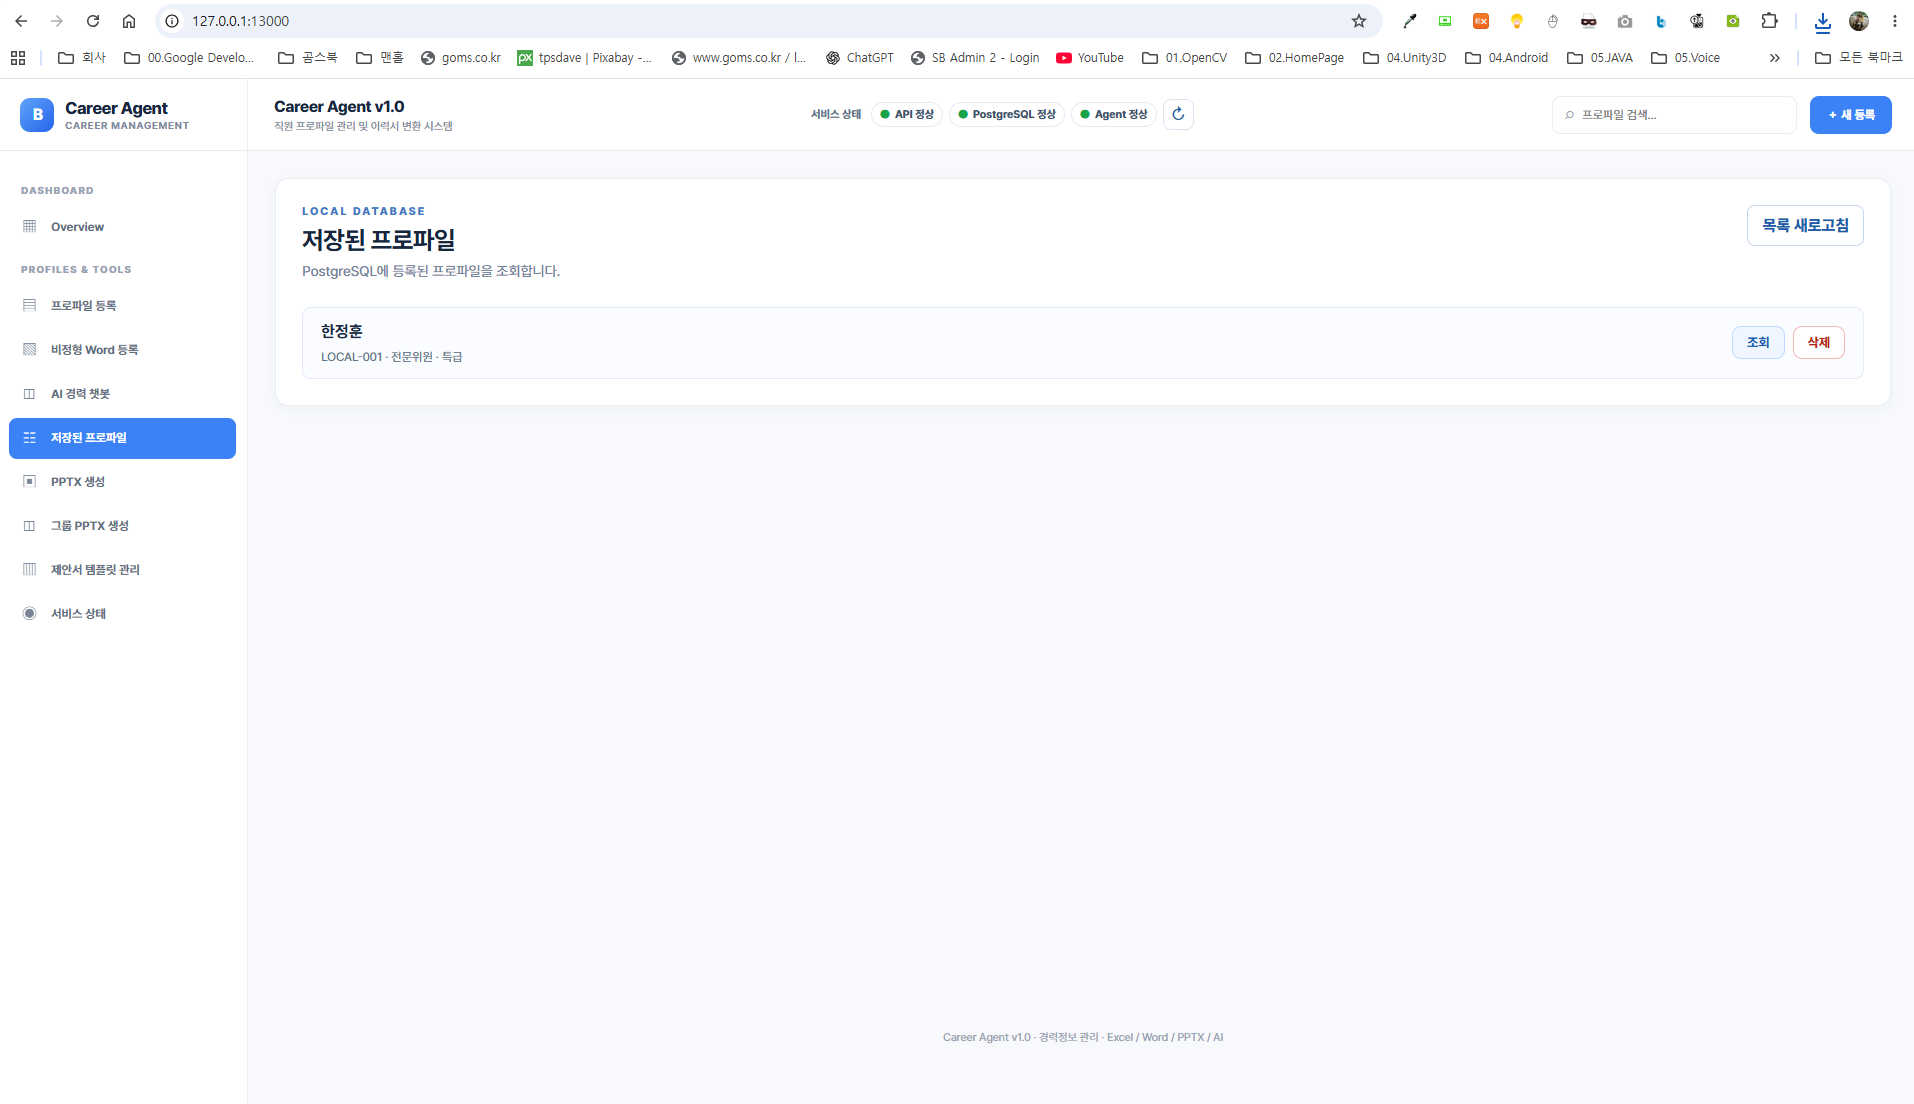 127.0.0.1:13000
회사
00.Google Develo...
곰스북
맨홀
goms.co.kr
tpsdave | Pixabay -...
www.goms.co.kr / l...
ChatGPT
SB Admin 2 - Login
YouTube
01.OpenCV
02.HomePage
04.Unity3D
04.Android
05.JAVA
05.Voice
모든 북마크
B
Career Agent
CAREER MANAGEMENT
Career Agent v1.0
직원 프로파일 관리 및 이력서 변환 시스템
서비스 상태
API 정상
PostgreSQL 정상
Agent 정상
프로파일 검색...
+ 새 등록
DASHBOARD
Overview
PROFILES & TOOLS
프로파일 등록
비정형 Word 등록
AI 경력 챗봇
저장된 프로파일
PPTX 생성
그룹 PPTX 생성
제안서 템플릿 관리
서비스 상태
LOCAL DATABASE
저장된 프로파일
PostgreSQL에 등록된 프로파일을 조회합니다.
목록 새로고침
한정훈
LOCAL-001 · 전문위원 · 특급
조회
삭제
Career Agent v1.0 · 경력정보 관리 · Excel / Word / PPTX / AI